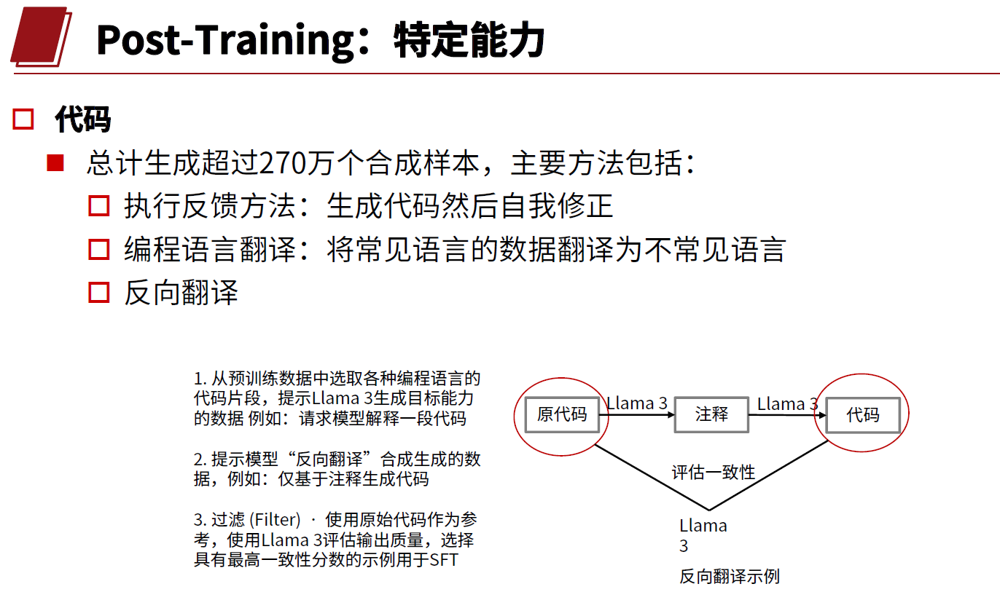 Post-Training：特定能力
代码
总计生成超过270万个合成样本，主要方法包括：
执行反馈方法：生成代码然后自我修正
编程语言翻译：将常见语言的数据翻译为不常见语言
反向翻译
1. 从预训练数据中选取各种编程语言的
代码片段，提示Llama 3生成目标能力
的数据 例如：请求模型解释一段代码
2. 提示模型“反向翻译”合成生成的数
据，例如：仅基于注释生成代码
3. 过滤 (Filter) · 使用原始代码作为参
考，使用Llama 3评估输出质量，选择
具有最高一致性分数的示例用于SFT
原代码
Llama 3
注释
Llama 3
代码
评估一致性
Llama
3
反向翻译示例